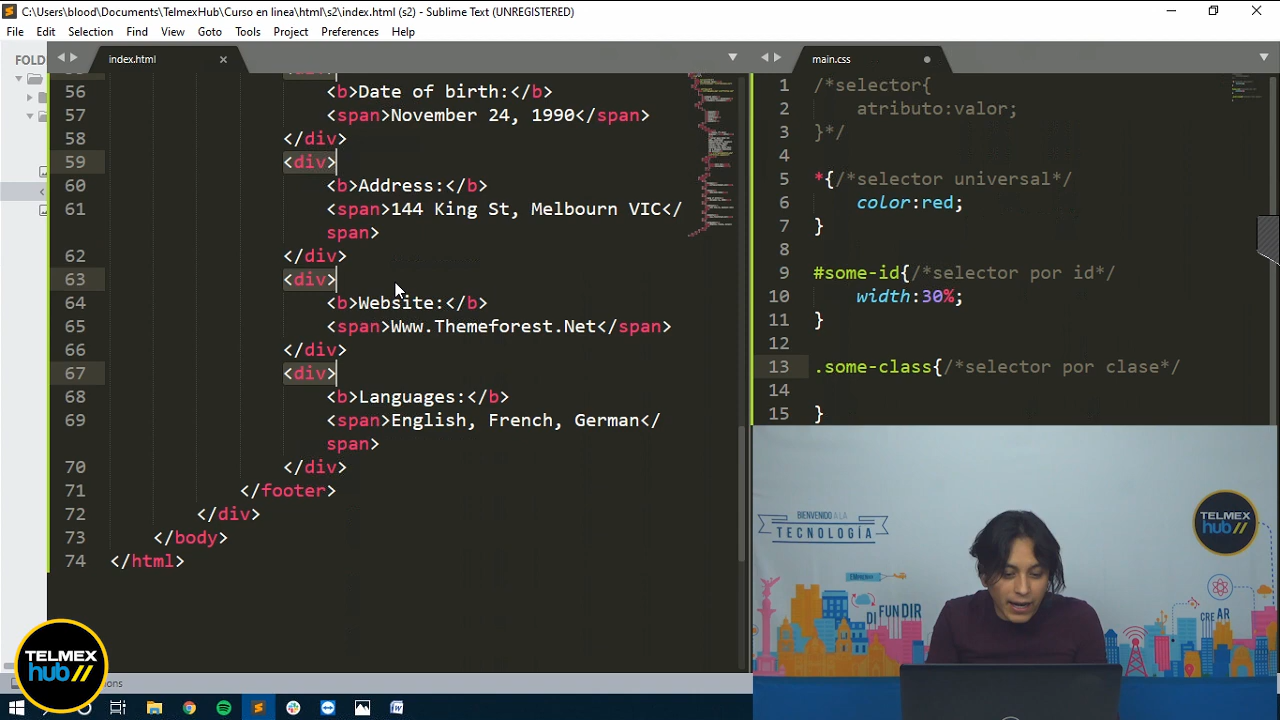 C:\Users\blood\Documents\TelmexHub\Curso en linea\html\s2\index.html (s2) - Sublime Text (UNREGISTERED)
File Edit Selection Find View Goto Tools Project Preferences Help
FOLD
index.html
56 <b>Date of birth:</b>
57 <span>November 24, 1990</span>
58 </div>
59 <div>
60 <b>Address:</b>
61 <span>144 King St, Melbourn VIC</
span>
62 </div>
63 <div>
64 <b>Website:</b>
65 <span>Www.Themeforest.Net</span>
66 </div>
67 <div>
68 <b>Languages:</b>
69 <span>English, French, German</
span>
70 </div>
71 </footer>
72 </div>
73 </body>
74 </html>
main.css
1 /*selector{
2 atributo:valor;
3 }*/
4
5 *{/*selector universal*/
6 color:red;
7 }
8
9 #some-id{/*selector por id*/
10 width:30%;
11 }
12
13 .some-class{/*selector por clase*/
14
15 }
BIENVENIDO A LA
TECNOLOGÍA
TELMEX
hub
DIFUNDIR
CREAR
TELMEX
hub